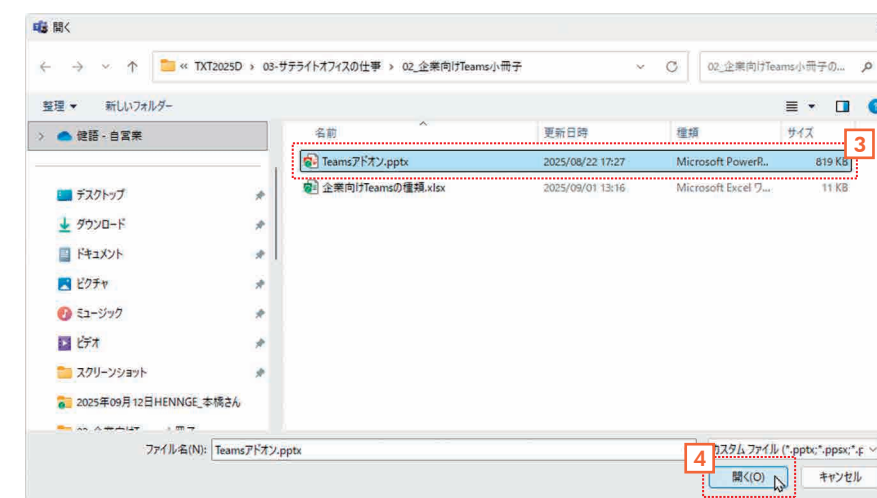 開く
« TXT2025D › 03-サテライトオフィスの仕事 › 02_企業向けTeams小冊子
02_企業向けTeams小冊子の...
整理 新しいフォルダー
健語 - 自営業
名前 更新日時 種類 サイズ
3
Teamsアドオン.pptx 2025/08/22 17:27 Microsoft PowerP... 819 KB
企業向けTeamsの種類.xlsx 2025/09/01 13:16 Microsoft Excel ワ... 11 KB
デスクトップ
ダウンロード
ドキュメント
ピクチャ
ミュージック
ビデオ
スクリーンショット
2025年09月12日HENNGE_本橋さん
ファイル名(N): Teamsアドオン.pptx
カスタム ファイル (*.pptx;*.ppsx;*.p
4
開く(O) キャンセル